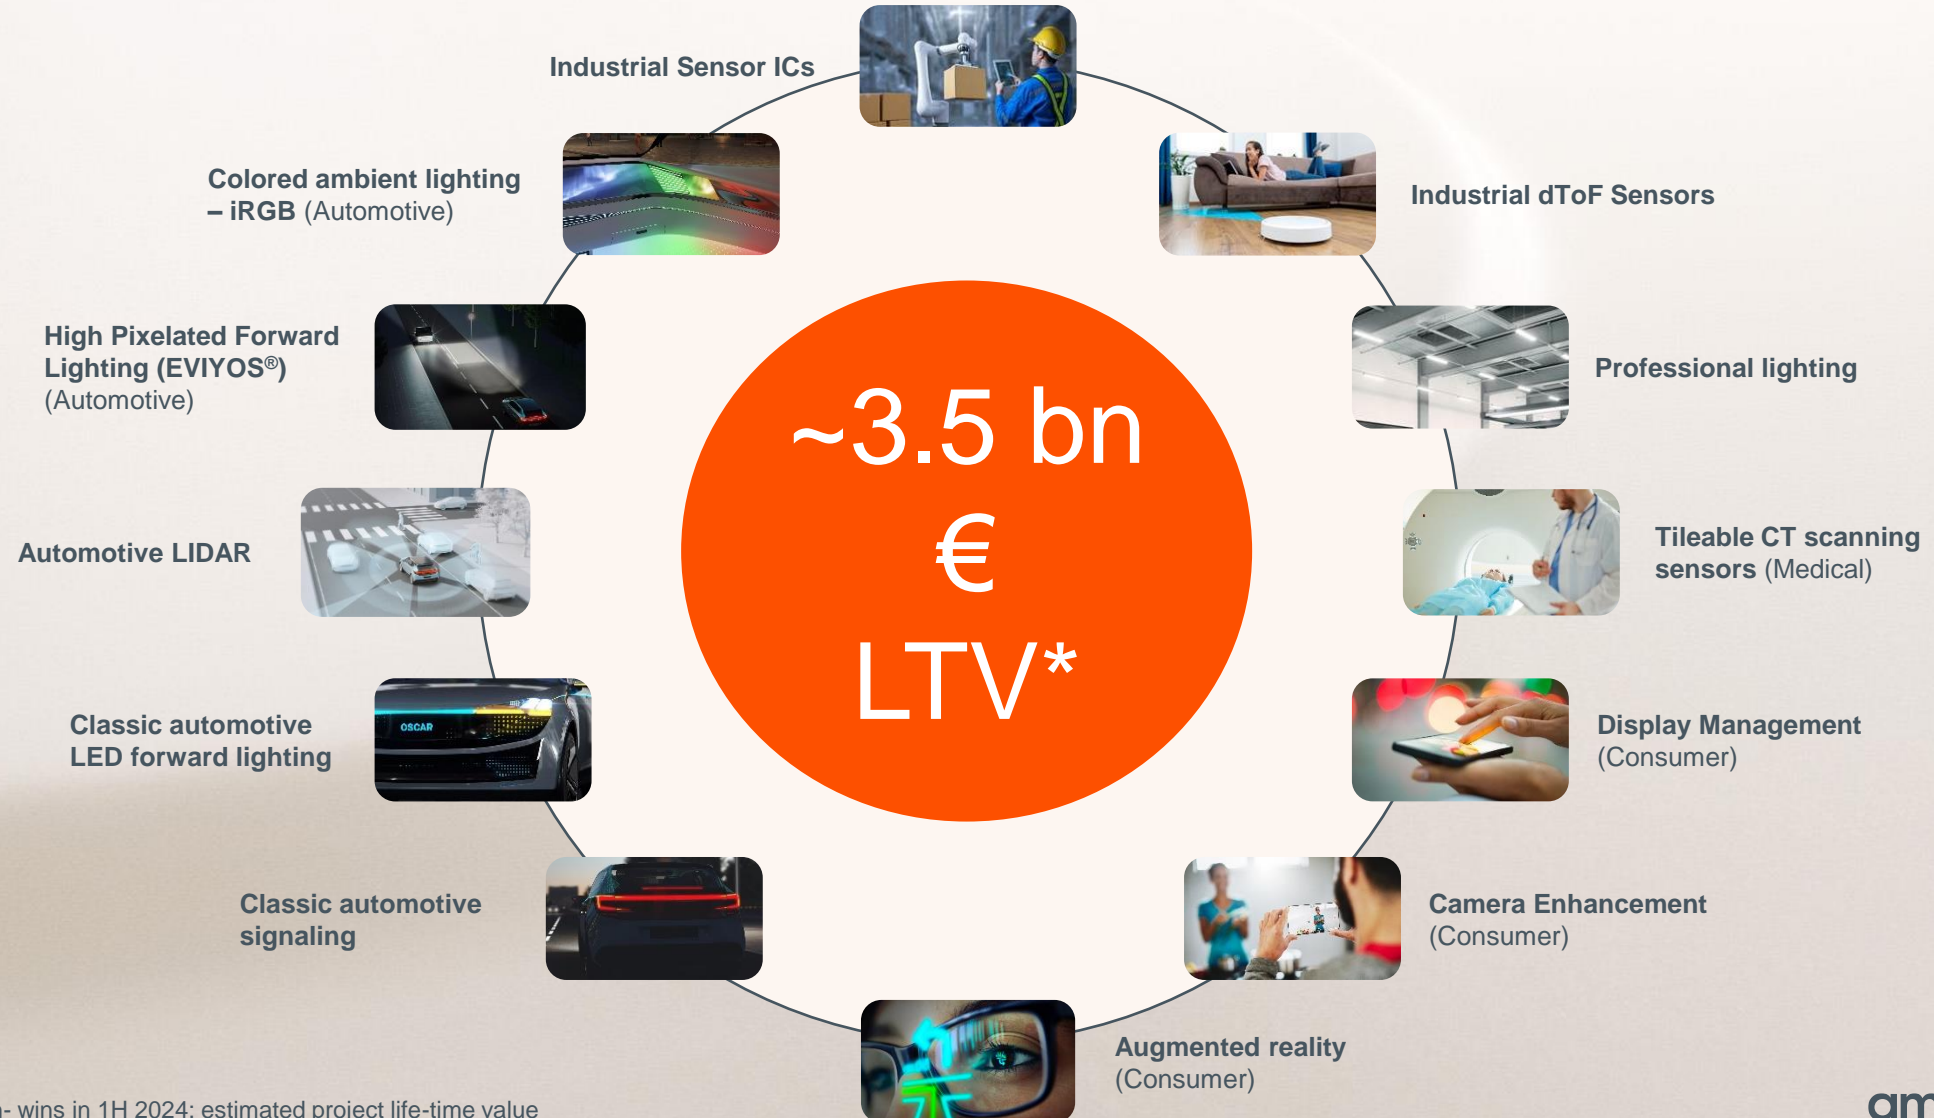 Industrial Sensor ICs
Colored ambient lighting
– iRGB (Automotive)
Industrial dToF Sensors
High Pixelated Forward
Lighting (EVIYOS®)
(Automotive)
Professional lighting
~3.5 bn
€
LTV*
Automotive LIDAR
Tileable CT scanning
sensors (Medical)
Classic automotive
LED forward lighting
OSCAR
Display Management
(Consumer)
Classic automotive
signaling
Camera Enhancement
(Consumer)
Augmented reality
(Consumer)
- wins in 1H 2024; estimated project life-time value
am